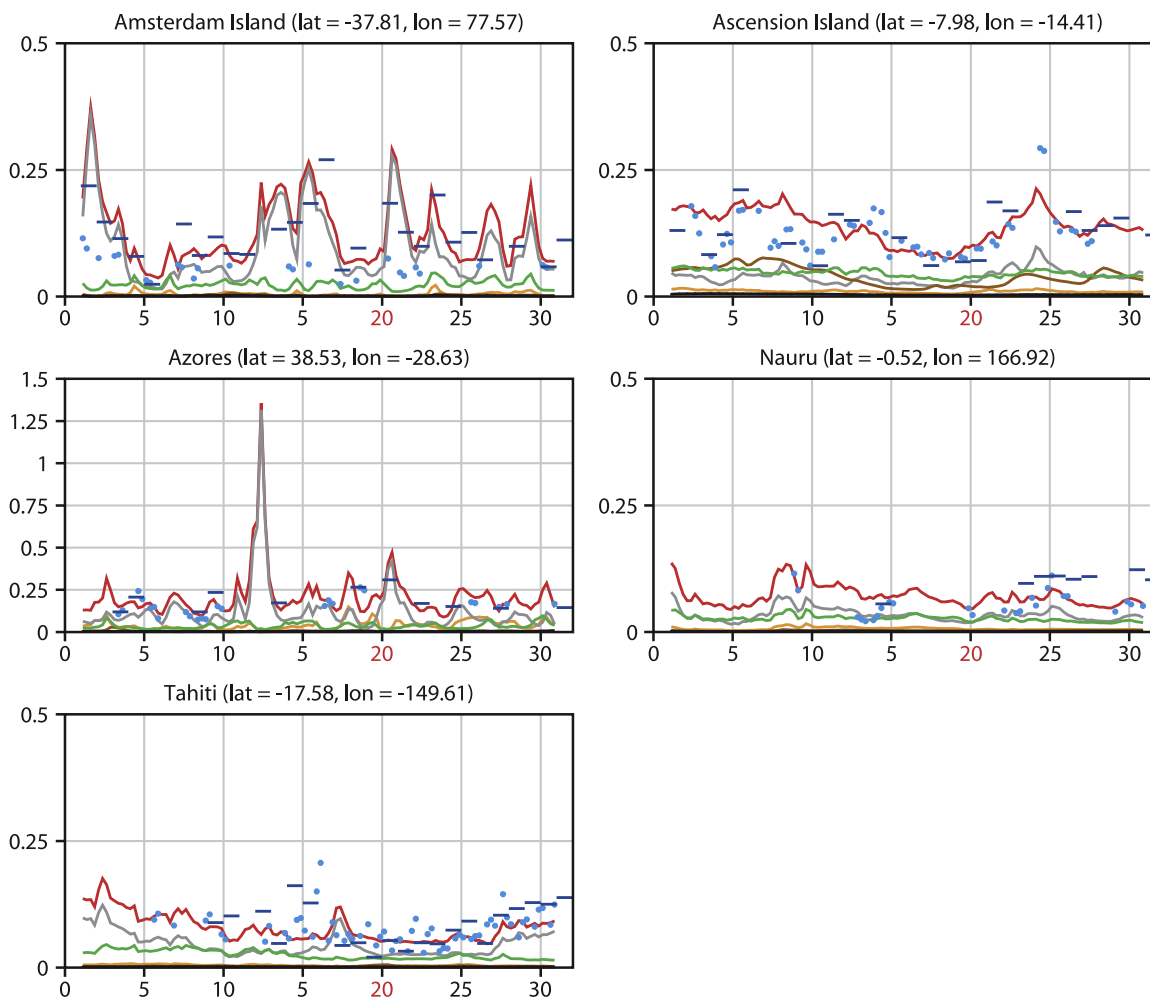 Amsterdam Island (lat = -37.81, lon = 77.57)
0.5
0.25
0
0 5 5 10 5 20 25 30
Ascension Island (lat = -7.98, lon = -14.41)
0.5
0.25
0
0 5 10 5 20 25 30
Azores (lat = 38.53, lon = -28.63)
1.5
1.25
1
0.75
0.5
0.25
0
0 5 10 5 20 25 30
Nauru (lat = -0.52, lon = 166.92)
0.5
0.25
0
0 5 10 5 20 25 30
Tahiti (lat = -17.58, lon = -149.61)
0.5
0.25
0
0 5 10 5 20 25 30